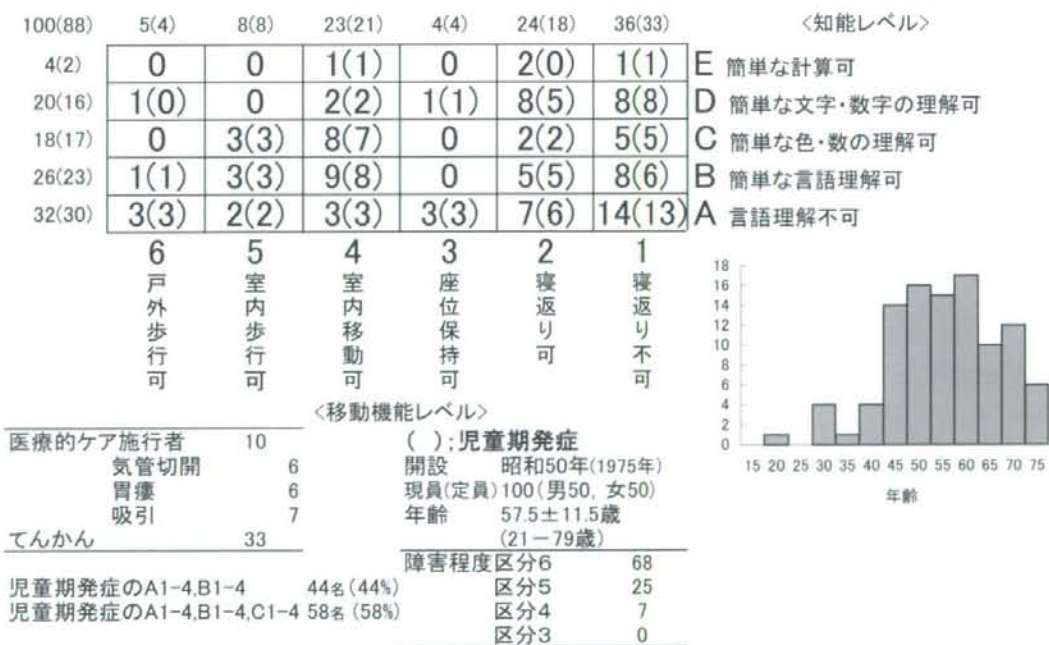 100(88) 5(4) 8(8) 23(21) 4(4) 24(18) 36(33) 〈知能レベル〉
4(2) 0 0 1(1) 0 2(0) 1(1) E 簡単な計算可
20(16) 1(0) 0 2(2) 1(1) 8(5) 8(8) D 簡単な文字・数字の理解可
18(17) 0 3(3) 8(7) 0 2(2) 5(5) C 簡単な色・数の理解可
26(23) 1(1) 3(3) 9(8) 0 5(5) 8(6) B 簡単な言語理解可
32(30) 3(3) 2(2) 3(3) 3(3) 7(6) 14(13) A 言語理解不可
6 5 4 3 2 1
戸外歩行可
室内歩行可
室内移動可
座位保持可
寝返り可
寝返り不可
〈移動機能レベル〉
18
16
14
12
10
8
6
4
2
0
15 20 25 30 35 40 45 50 55 60 65 70 75
年齢
医療的ケア施行者 10
気管切開 6
胃瘻 6
吸引 7
てんかん 33
児童期発症のA1-4,B1-4 44名(44%)
児童期発症のA1-4,B1-4,C1-4 58名(58%)
( );児童期発症
開設 昭和50年(1975年)
現員(定員)100(男50, 女50)
年齢 57.5±11.5歳
(21−79歳)
障害程度区分6 68
区分5 25
区分4 7
区分3 0